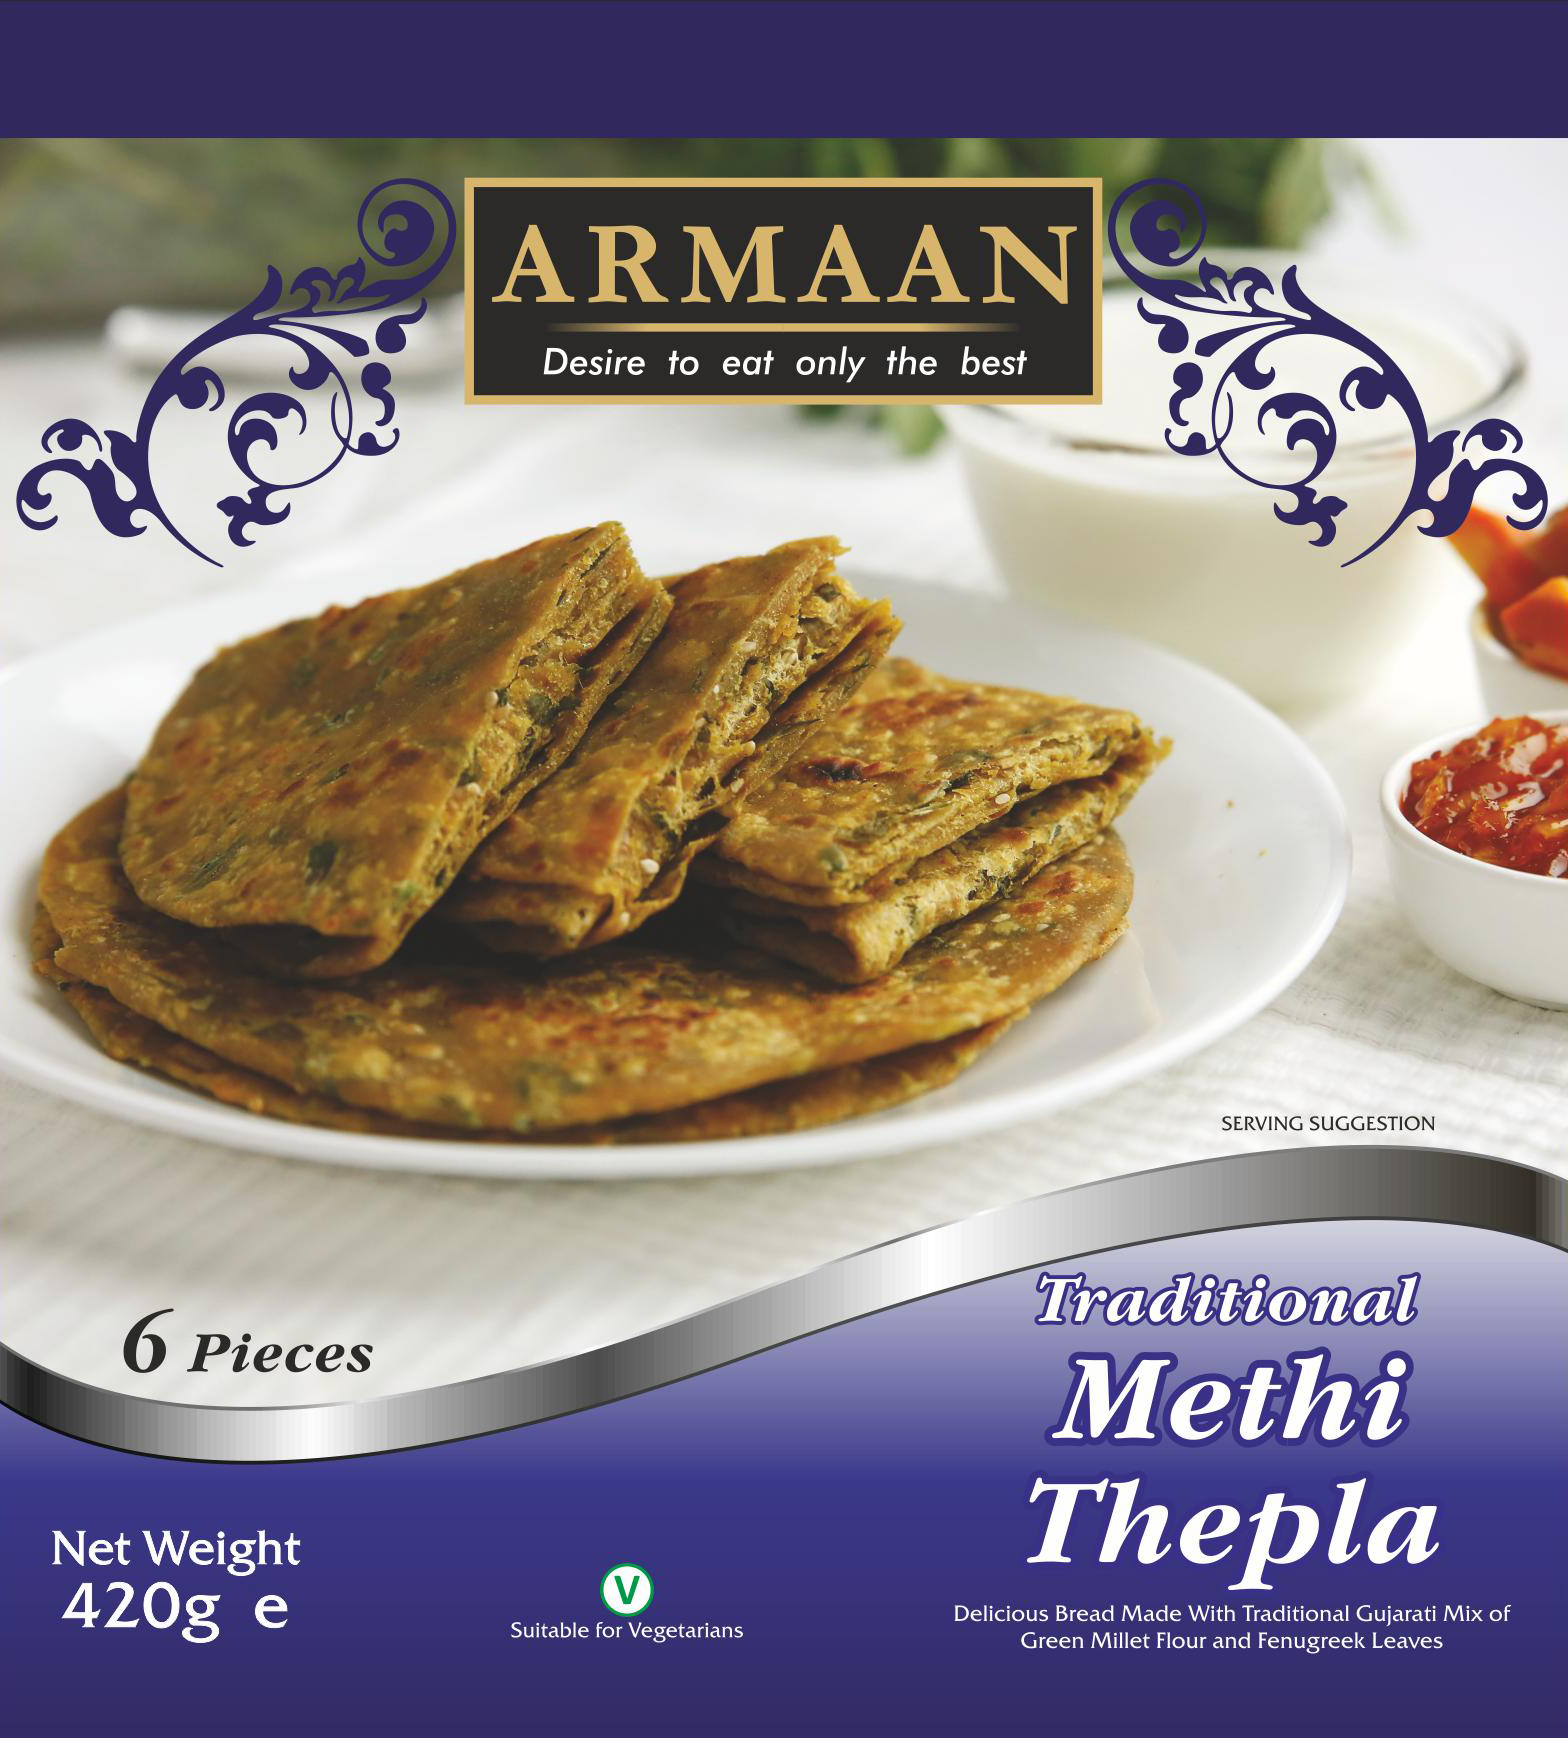 ARMAAN
Desire to eat only the best
SERVING SUGGESTION
6 Pieces
Traditional
Methi
Thepla
Delicious Bread Made With Traditional Gujarati Mix of
Green Millet Flour and Fenugreek Leaves
Net Weight
420g e
V
Suitable for Vegetarians